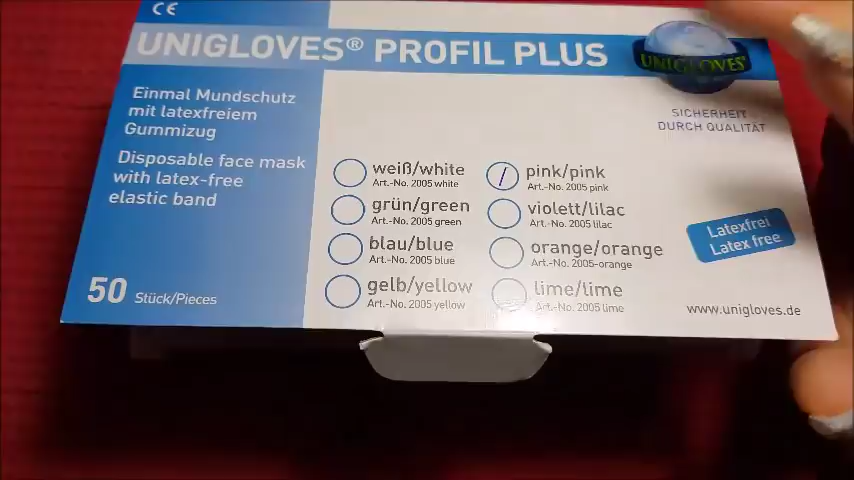 CE
UNIGLOVES® PROFIL PLUS
UNIGLOVES®
SICHERHEIT
DURCH QUALITÄT
Einmal Mundschutz
mit latexfreiem
Gummizug
Disposable face mask
with latex-free
elastic band
50 Stück/Pieces
weiß/white
Art.-No. 2005 white
grün/green
Art.-No. 2005 green
blau/blue
Art.-No. 2005 blue
gelb/yellow
Art.-No. 2005 yellow
pink/pink
Art.-No. 2005 pink
violett/lilac
Art.-No. 2005 lilac
orange/orange
Art.-No. 2005-orange
lime/lime
Art.-No. 2005 lime
Latexfrei
Latex free
www.unigloves.de